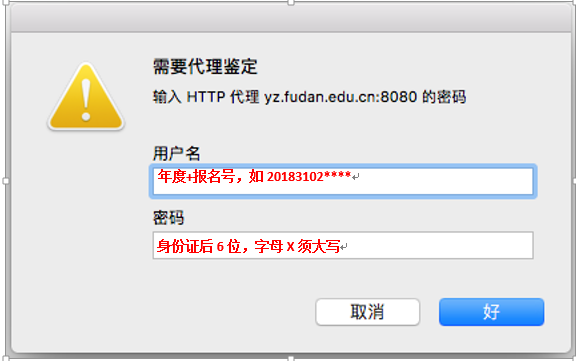 需要代理鉴定
输入 HTTP 代理 yz.fudan.edu.cn:8080 的密码
用户名
年度+报名号，如 20183102****
密码
身份证后 6 位，字母 X 须大写
取消
好